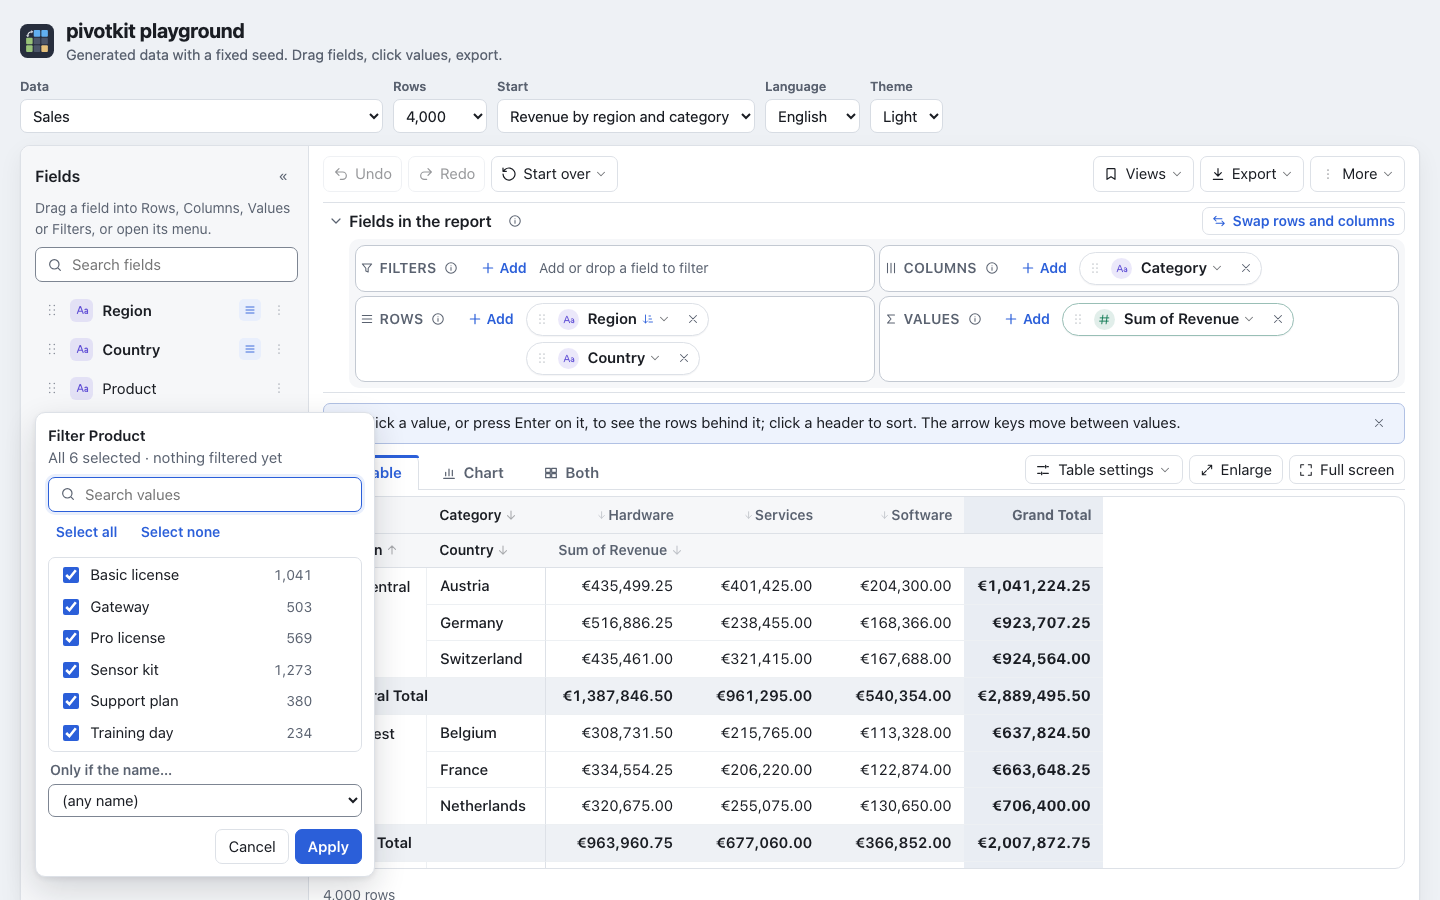 pivotkit playground
Generated data with a fixed seed. Drag fields, click values, export.
Data
Rows
Start
Language
Theme
Sales
4,000
Revenue by region and category
English
Light
Fields
«
Drag a field into Rows, Columns, Values
or Filters, or open its menu.
Search fields
Aa Region
Aa Country
Aa Product
Undo
Redo
Start over
Views
Export
More
Fields in the report
Swap rows and columns
FILTERS
+ Add
Add or drop a field to filter
COLUMNS
+ Add
Aa Category
ROWS
+ Add
Aa Region
Aa Country
Σ VALUES
+ Add
# Sum of Revenue
Filter Product
All 6 selected · nothing filtered yet
Search values
Select all
Select none
Basic license 1,041
Gateway 503
Pro license 569
Sensor kit 1,273
Support plan 380
Training day 234
Only if the name...
(any name)
Cancel
Apply
ick a value, or press Enter on it, to see the rows behind it; click a header to sort. The arrow keys move between values.
able
Chart
Both
Table settings
Enlarge
Full screen
Category ↓ ↓ Hardware ↓ Services ↓ Software Grand Total
n ↑ Country ↓ Sum of Revenue ↓
entral Austria €435,499.25 €401,425.00 €204,300.00 €1,041,224.25
Germany €516,886.25 €238,455.00 €168,366.00 €923,707.25
Switzerland €435,461.00 €321,415.00 €167,688.00 €924,564.00
ral Total €1,387,846.50 €961,295.00 €540,354.00 €2,889,495.50
est Belgium €308,731.50 €215,765.00 €113,328.00 €637,824.50
France €334,554.25 €206,220.00 €122,874.00 €663,648.25
Netherlands €320,675.00 €255,075.00 €130,650.00 €706,400.00
Total €963,960.75 €677,060.00 €366,852.00 €2,007,872.75
4,000 rows